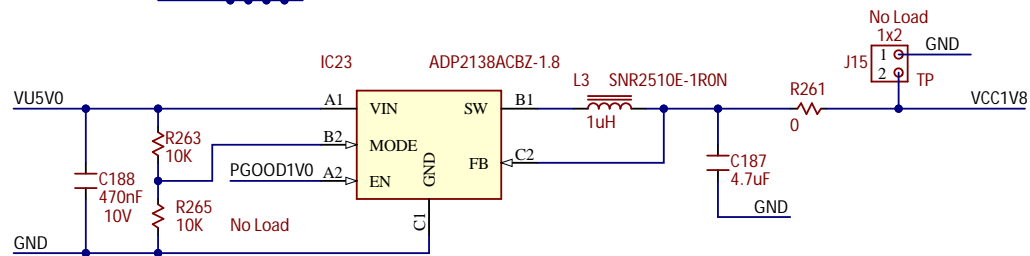 No Load
1x2
IC23 ADP2138ACBZ-1.8
J15 1 GND
2 TP
L3 SNR2510E-1R0N
VU5V0 A1 VIN SW B1 1uH R261 0 VCC1V8
R263
10K
B2 MODE
C2 FB
PGOOD1V0 A2 EN GND
C188
470nF
10V
C187
4.7uF
R265
10K
No Load
C1
GND
GND